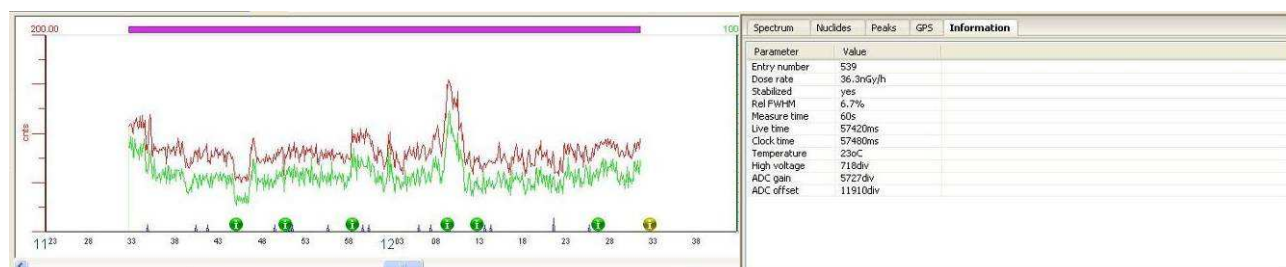 200.00
100
cnts
11 23 28 33 38 43 48 53 58 12 03 08 13 18 23 28 33 38
Spectrum Nuclides Peaks GPS Information
Parameter Value
Entry number 539
Dose rate 36.3nGy/h
Stabilized yes
Rel FWHM 6.7%
Measure time 60s
Live time 57420ms
Clock time 57480ms
Temperature 23oC
High voltage 718div
ADC gain 5727div
ADC offset 11910div